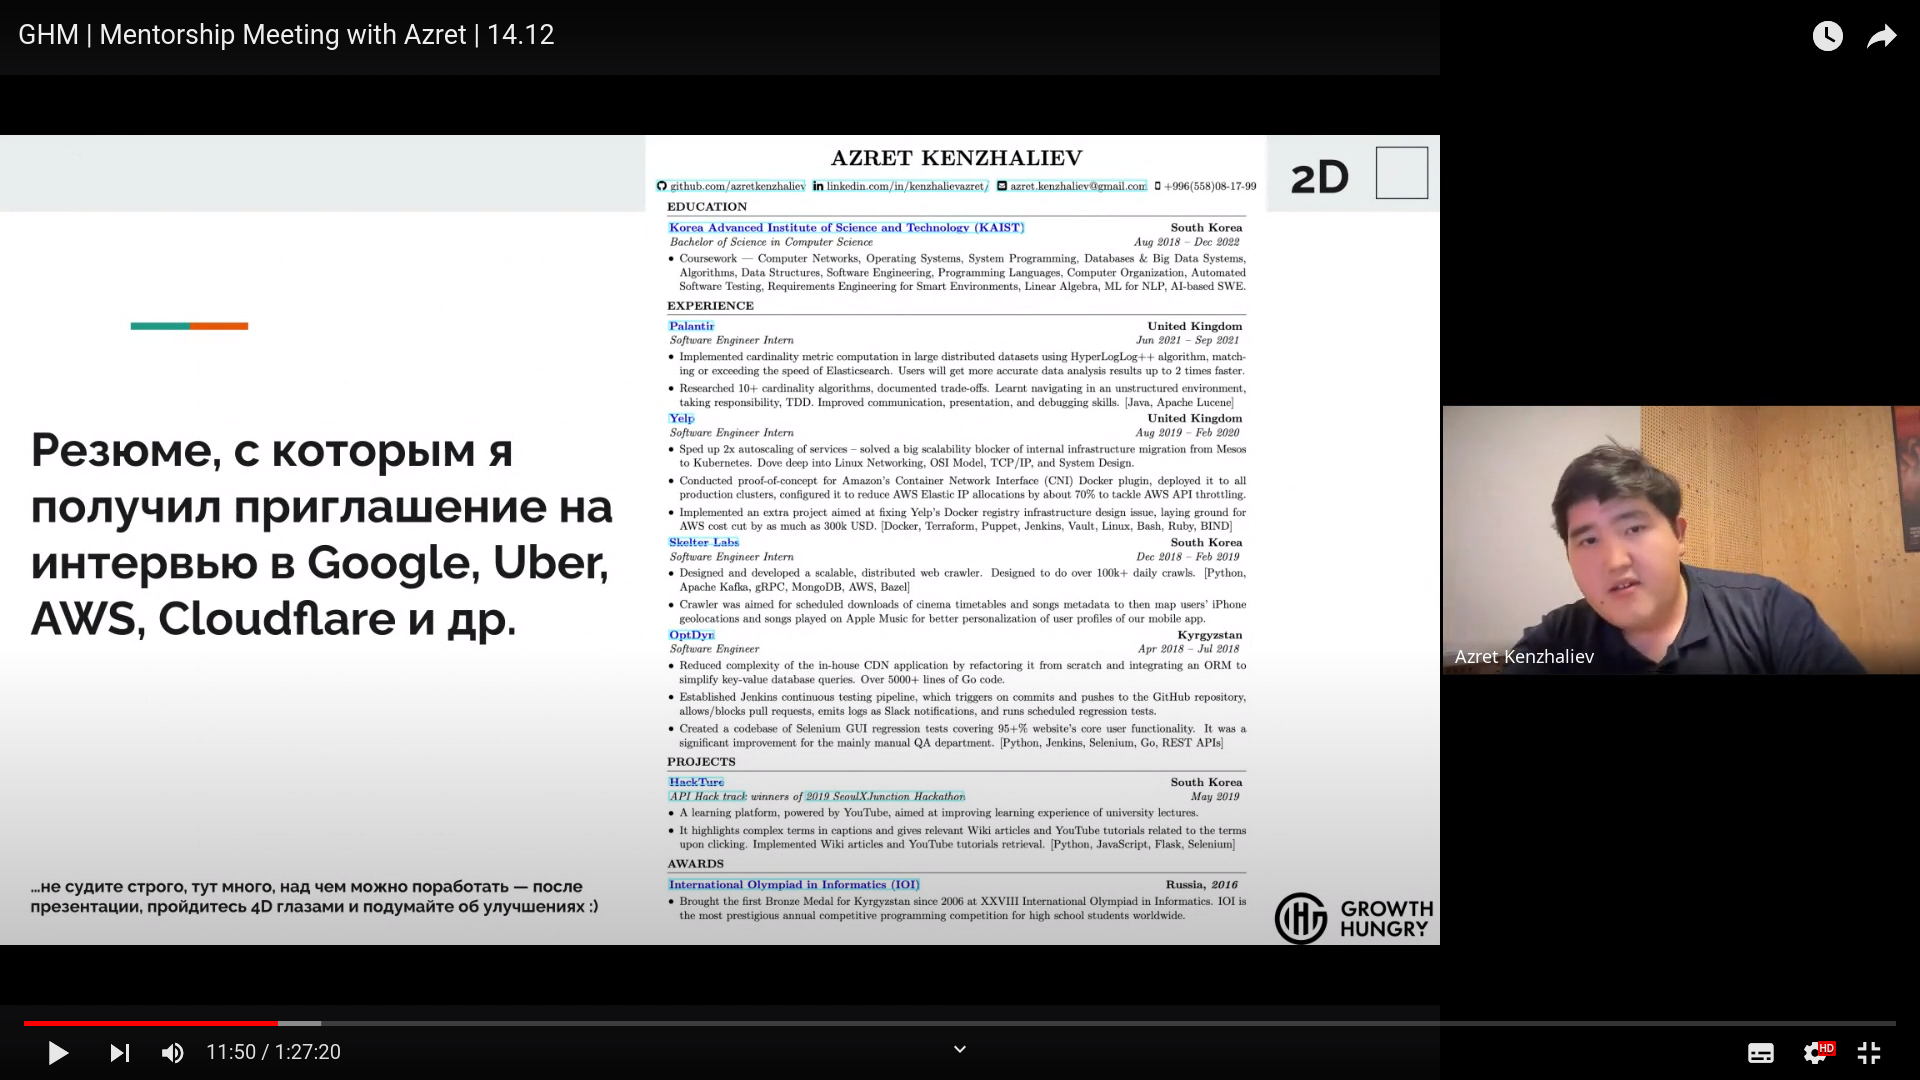 GHM | Mentorship Meeting with Azret | 14.12
AZRET KENZHALIEV
2D
github.com/azretkenzhaliev linkedin.com/in/kenzhalievazret/ azret.kenzhaliev@gmail.com +996(558)08-17-99
EDUCATION
Korea Advanced Institute of Science and Technology (KAIST) South Korea
Bachelor of Science in Computer Science Aug 2018 – Dec 2022
• Coursework — Computer Networks, Operating Systems, System Programming, Databases & Big Data Systems,
Algorithms, Data Structures, Software Engineering, Programming Languages, Computer Organization, Automated
Software Testing, Requirements Engineering for Smart Environments, Linear Algebra, ML for NLP, AI-based SWE.
EXPERIENCE
Palantir United Kingdom
Software Engineer Intern Jun 2021 – Sep 2021
• Implemented cardinality metric computation in large distributed datasets using HyperLogLog++ algorithm, match-
ing or exceeding the speed of Elasticsearch. Users will get more accurate data analysis results up to 2 times faster.
• Researched 10+ cardinality algorithms, documented trade-offs. Learnt navigating in an unstructured environment,
taking responsibility, TDD. Improved communication, presentation, and debugging skills. [Java, Apache Lucene]
Yelp United Kingdom
Software Engineer Intern Aug 2019 – Feb 2020
• Sped up 2x autoscaling of services – solved a big scalability blocker of internal infrastructure migration from Mesos
to Kubernetes. Dove deep into Linux Networking, OSI Model, TCP/IP, and System Design.
• Conducted proof-of-concept for Amazon's Container Network Interface (CNI) Docker plugin, deployed it to all
production clusters, configured it to reduce AWS Elastic IP allocations by about 70% to tackle AWS API throttling.
• Implemented an extra project aimed at fixing Yelp's Docker registry infrastructure design issue, laying ground for
AWS cost cut by as much as 300k USD. [Docker, Terraform, Puppet, Jenkins, Vault, Linux, Bash, Ruby, BIND]
Skelter Labs South Korea
Software Engineer Intern Dec 2018 – Feb 2019
• Designed and developed a scalable, distributed web crawler. Designed to do over 100k+ daily crawls. [Python,
Apache Kafka, gRPC, MongoDB, AWS, Bazel]
• Crawler was aimed for scheduled downloads of cinema timetables and songs metadata to then map users' iPhone
geolocations and songs played on Apple Music for better personalization of user profiles of our mobile app.
OptDyn Kyrgyzstan
Software Engineer Apr 2018 – Jul 2018
• Reduced complexity of the in-house CDN application by refactoring it from scratch and integrating an ORM to
simplify key-value database queries. Over 5000+ lines of Go code.
• Established Jenkins continuous testing pipeline, which triggers on commits and pushes to the GitHub repository,
allows/blocks pull requests, emits logs as Slack notifications, and runs scheduled regression tests.
• Created a codebase of Selenium GUI regression tests covering 95+% website's core user functionality. It was a
significant improvement for the mainly manual QA department. [Python, Jenkins, Selenium, Go, REST APIs]
PROJECTS
HackTure South Korea
API Hack track winners of 2019 SeoulXJunction Hackathon May 2019
• A learning platform, powered by YouTube, aimed at improving learning experience of university lectures.
• It highlights complex terms in captions and gives relevant Wiki articles and YouTube tutorials related to the terms
upon clicking. Implemented Wiki articles and YouTube tutorials retrieval. [Python, JavaScript, Flask, Selenium]
AWARDS
International Olympiad in Informatics (IOI) Russia, 2016
• Brought the first Bronze Medal for Kyrgyzstan since 2006 at XXVIII International Olympiad in Informatics. IOI is
the most prestigious annual competitive programming competition for high school students worldwide.
Резюме, с которым я
получил приглашение на
интервью в Google, Uber,
AWS, Cloudflare и др.
...не судите строго, тут много, над чем можно поработать — после
презентации, пройдитесь 4D глазами и подумайте об улучшениях :)
GROWTH
HUNGRY
Azret Kenzhaliev
11:50 / 1:27:20
HD